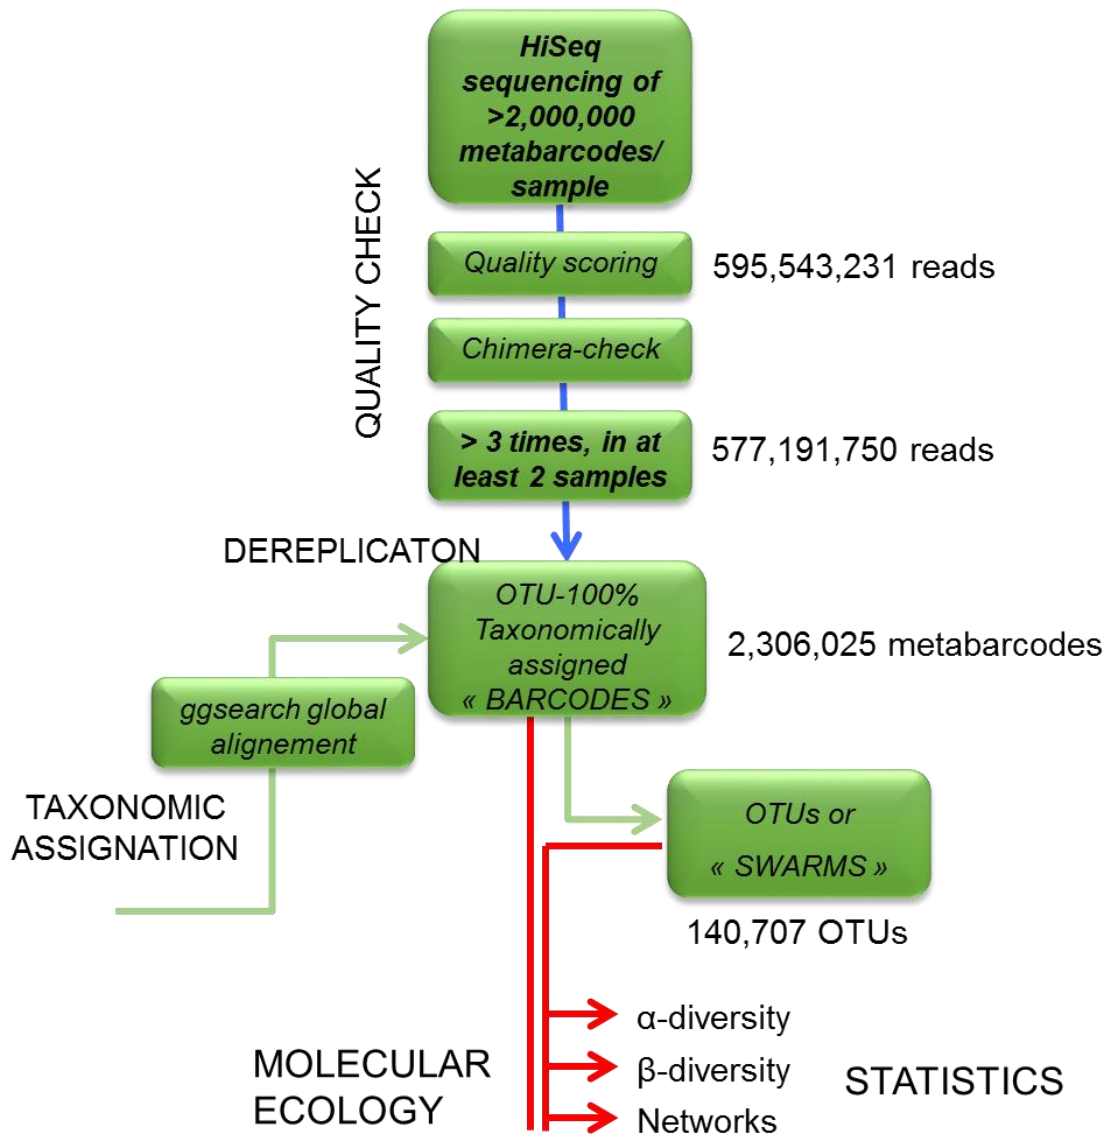 HiSeq
sequencing of
>2,000,000
metabarcodes/
sample
QUALITY CHECK
Quality scoring
595,543,231 reads
Chimera-check
> 3 times, in at
least 2 samples
577,191,750 reads
DEREPLICATON
OTU-100%
Taxonomically
assigned
« BARCODES »
2,306,025 metabarcodes
ggsearch global
alignement
TAXONOMIC
ASSIGNATION
OTUs or
« SWARMS »
140,707 OTUs
α-diversity
β-diversity
Networks
MOLECULAR
ECOLOGY
STATISTICS